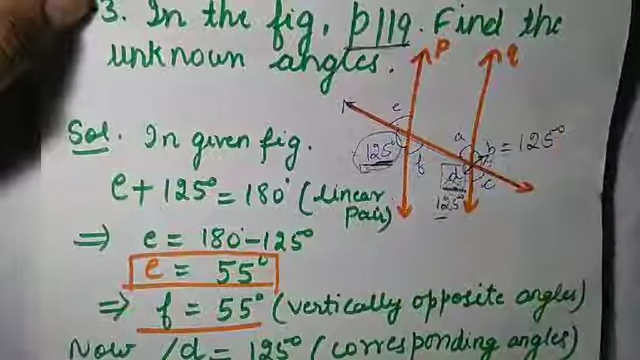 3. In the fig, p||q. Find the
unknown angles.
p
q
e
125°
f
a
b = 125°
d
c
125°
Sol. In given fig.
e + 125° = 180° (linear
pair)
⇒ e = 180° - 125°
e = 55°
⇒ f = 55° (vertically opposite angles)
Now ∠d = 125° (corresponding angles)